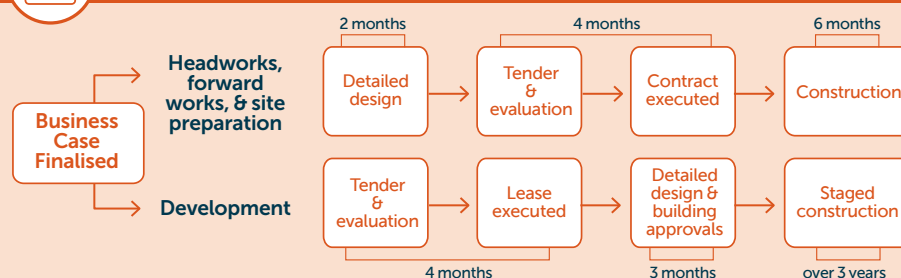 2 months
4 months
6 months
Headworks,
forward
works, & site
preparation
Detailed
design
Tender
&
evaluation
Contract
executed
Construction
Business
Case
Finalised
Development
Tender
&
evaluation
Lease
executed
Detailed
design &
building
approvals
Staged
construction
4 months
3 months
over 3 years